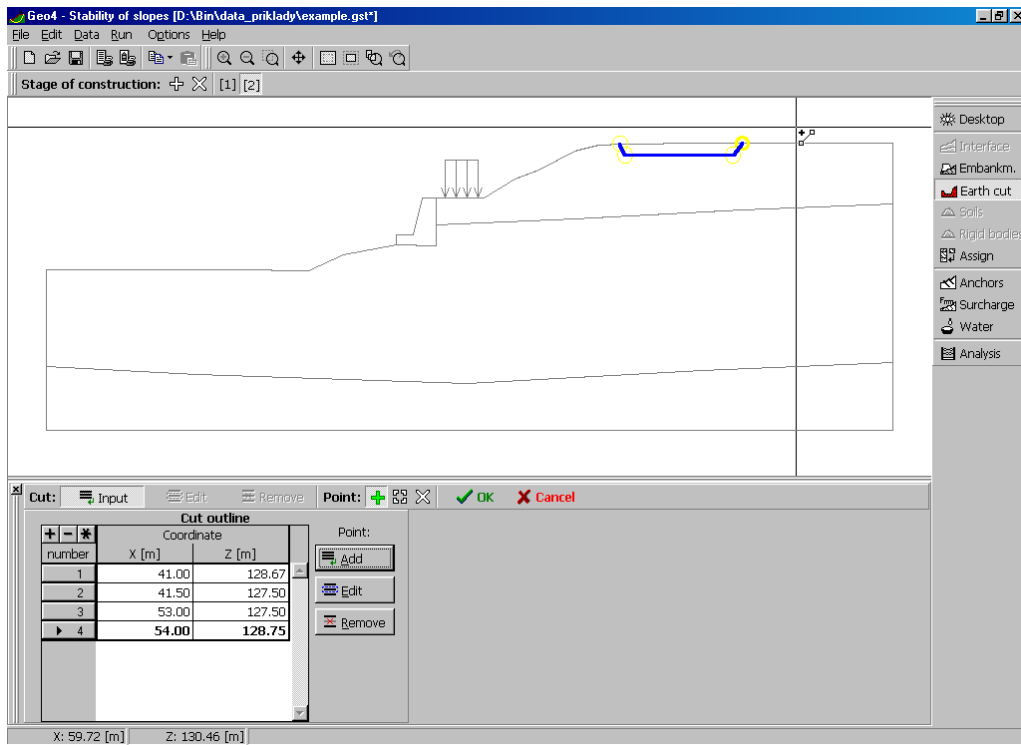 Geo4 - Stability of slopes [D:\Bin\data_priklady\example.gst*]
File Edit Data Run Options Help
Stage of construction: [1] [2]
Desktop
Interface
Embankm.
Earth cut
Soils
Rigid bodies
Assign
Anchors
Surcharge
Water
Analysis
Cut: Input Edit Remove Point: OK Cancel
Cut outline
Coordinate
number X [m] Z [m]
1 41.00 128.67
2 41.50 127.50
3 53.00 127.50
4 54.00 128.75
Point:
Add
Edit
Remove
X: 59.72 [m] Z: 130.46 [m]